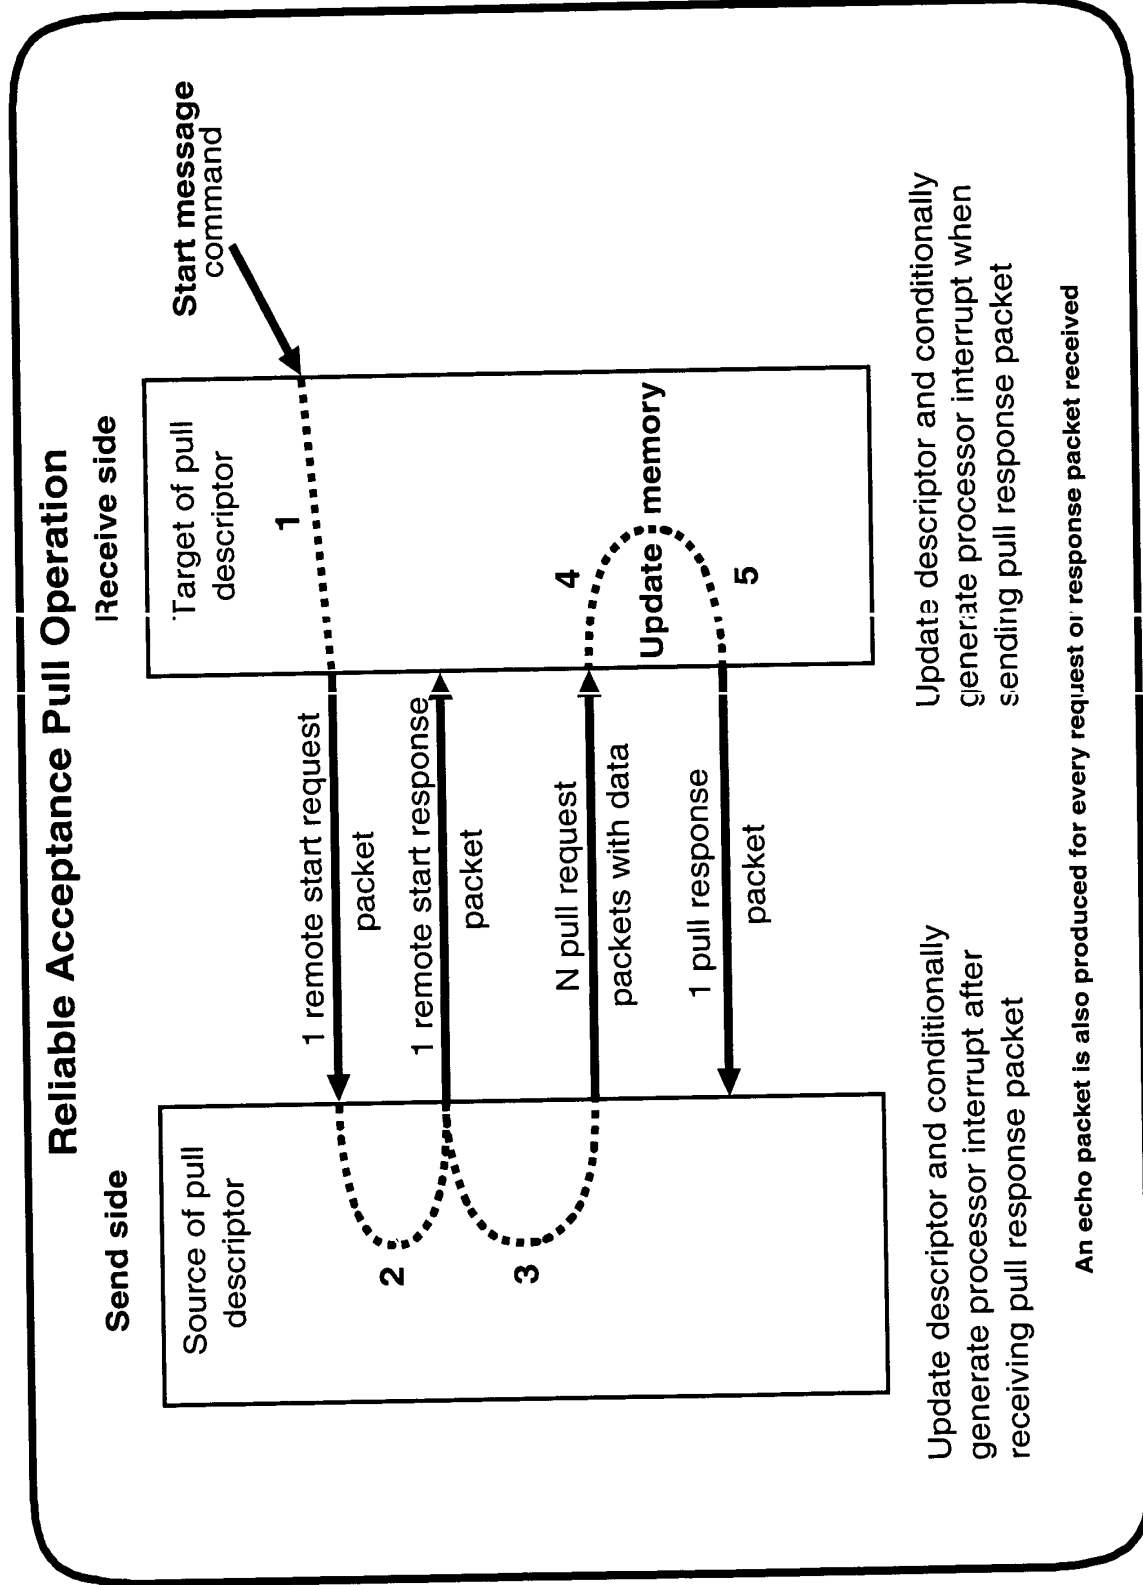 Reliable Acceptance Pull Operation
Send side
Receive side
Source of pull
descriptor
Target of pull
descriptor
Start message
command
1
1 remote start request
packet
2
1 remote start response
packet
3
N pull request
packets with data
4
Update memory
5
1 pull response
packet
Update descriptor and conditionally
generate processor interrupt after
receiving pull response packet
Update descriptor and conditionally
generate processor interrupt when
sending pull response packet
An echo packet is also produced for every request or response packet received